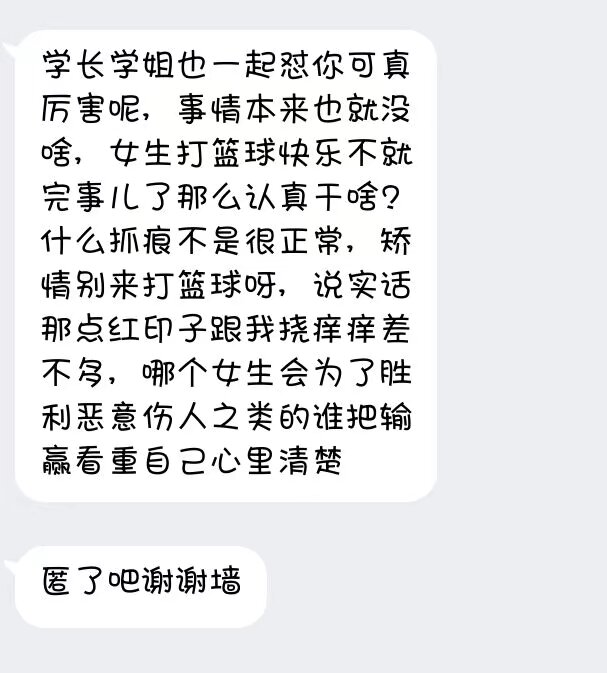 学长学姐也一起怼你可真
厉害呢，事情本来也就没
啥，女生打篮球快乐不就
完事儿了那么认真干啥?
什么抓痕不是很正常，矫
情别来打篮球呀，说实话
那点红印子跟我挠痒痒差
不多，哪个女生会为了胜
利恶意伤人之类的谁把输
赢看重自己心里清楚
匿了吧谢谢墙